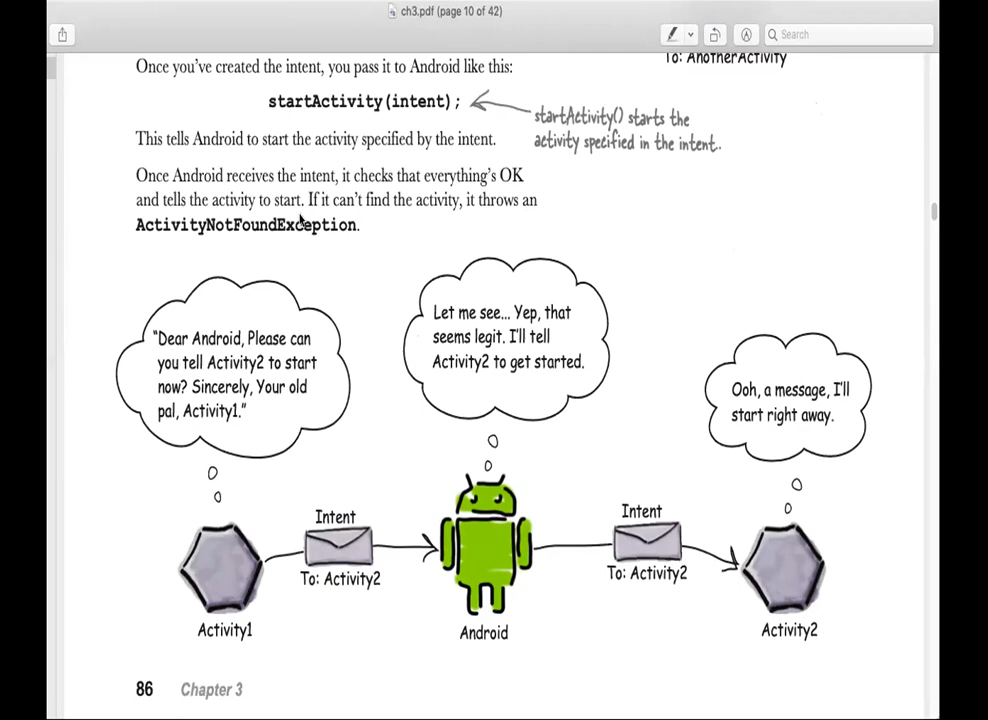 ch3.pdf (page 10 of 42)
Search
To: AnotherActivity
Once you've created the intent, you pass it to Android like this:
startActivity(intent);
startActivity() starts the
activity specified in the intent..
This tells Android to start the activity specified by the intent.
Once Android receives the intent, it checks that everything's OK
and tells the activity to start. If it can't find the activity, it throws an
ActivityNotFoundException.
"Dear Android, Please can
you tell Activity2 to start
now? Sincerely, Your old
pal, Activity1."
Let me see... Yep, that
seems legit. I'll tell
Activity2 to get started.
Ooh, a message, I'll
start right away.
Intent
To: Activity2
Intent
To: Activity2
Activity1
Android
Activity2
86 Chapter 3